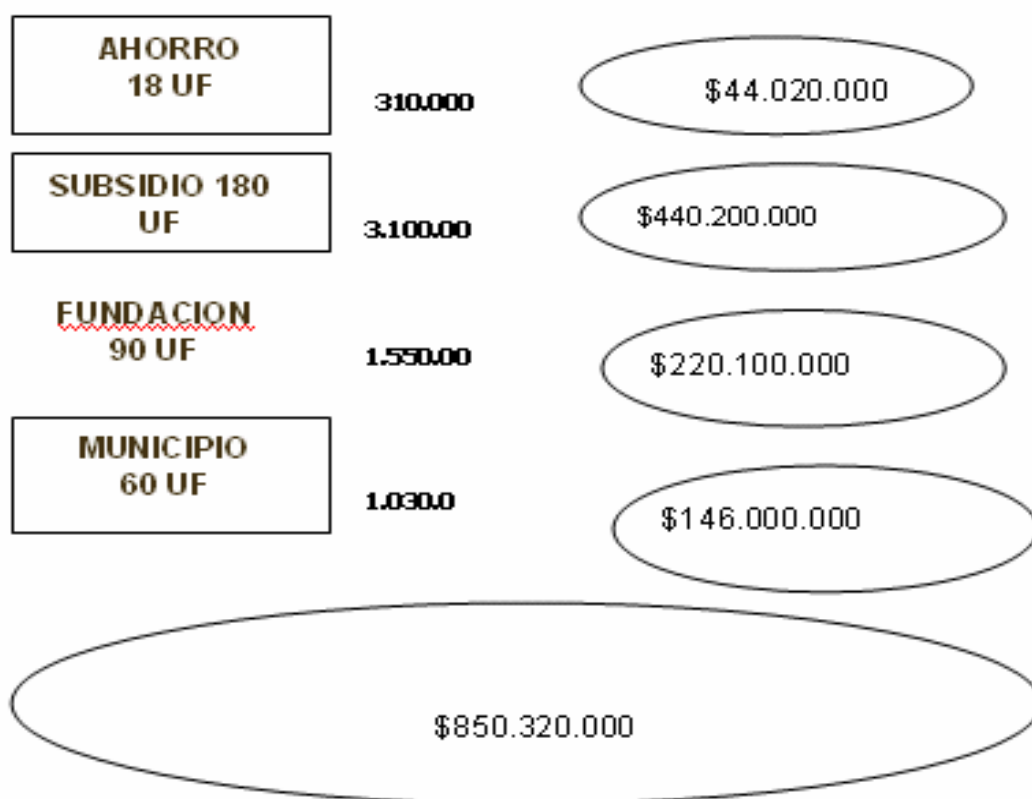 AHORRO
18 UF
310.000
$44.020.000
SUBSIDIO 180
UF
3.100.00
$440.200.000
FUNDACION
90 UF
1.550.00
$220.100.000
MUNICIPIO
60 UF
1.030.0
$146.000.000
$850.320.000